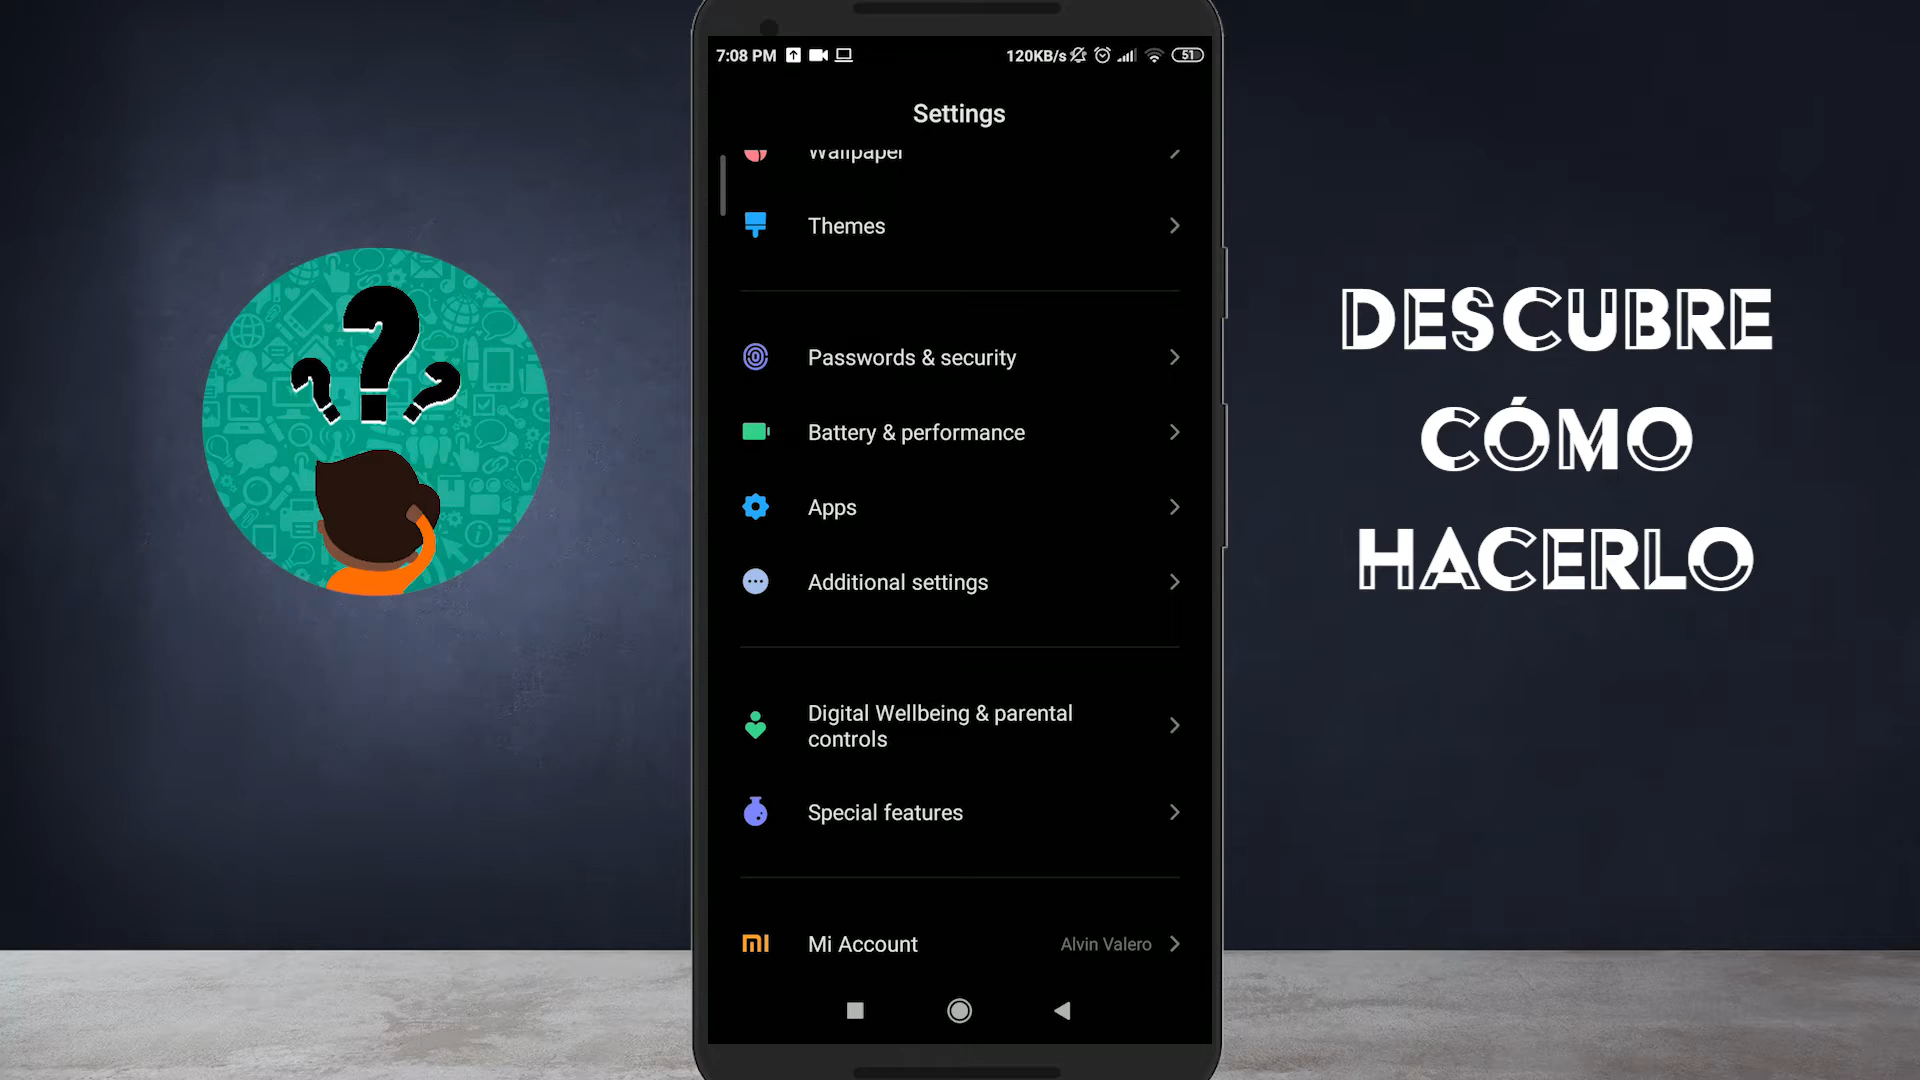 7:08 PM
120KB/s
51
Settings
Wallpaper
Themes
Passwords & security
Battery & performance
Apps
Additional settings
Digital Wellbeing & parental
controls
Special features
Mi Account
Alvin Valero
DESCUBRE
CÓMO
HACERLO